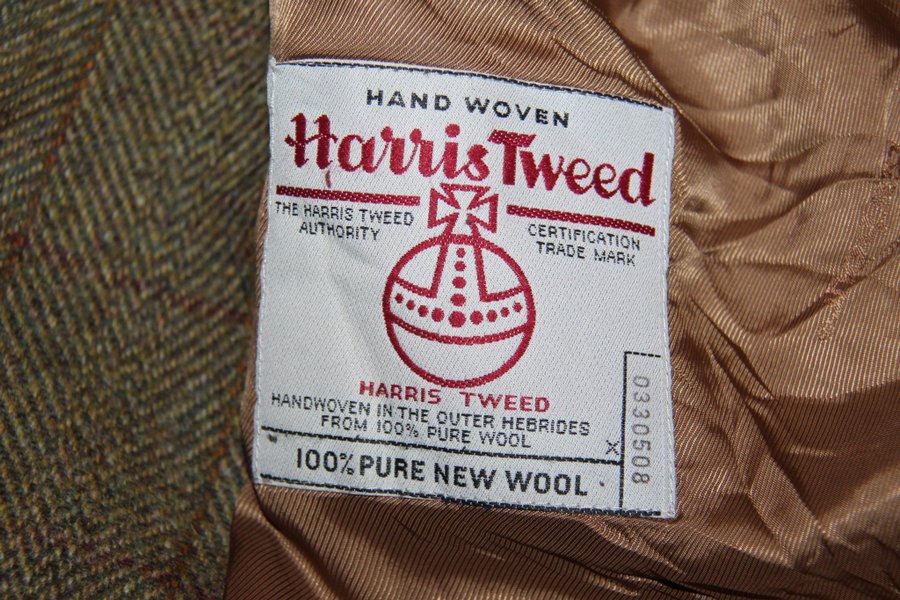 HAND WOVEN
Harris Tweed
THE HARRIS TWEED
AUTHORITY
CERTIFICATION
TRADE MARK
HARRIS TWEED
HANDWOVEN IN THE OUTER HEBRIDES
FROM 100% PURE WOOL
X
0330508
100% PURE NEW WOOL